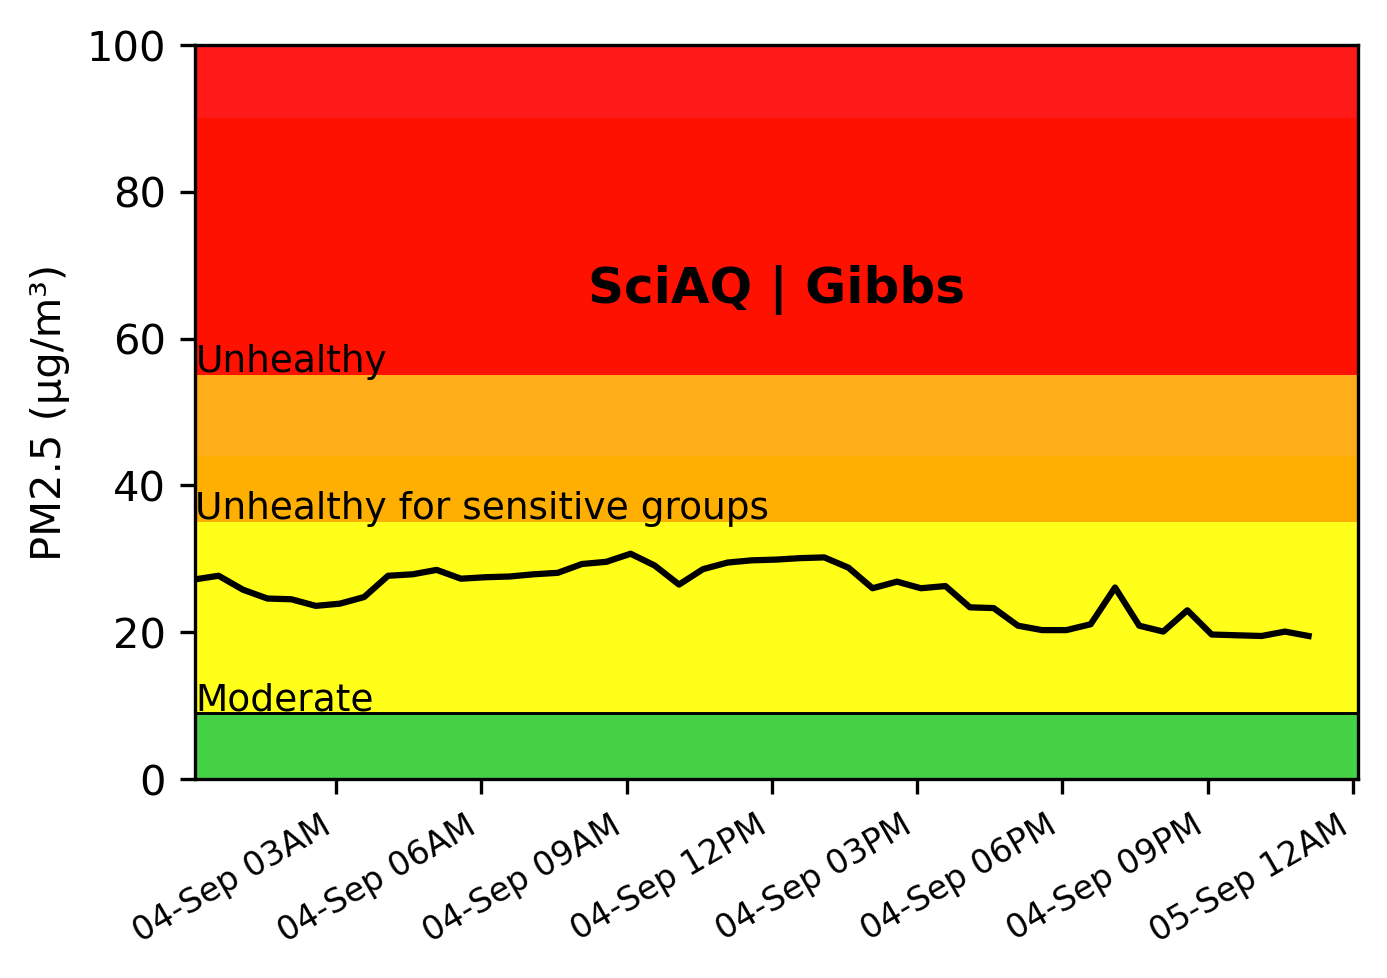 100
80
60
40
20
0
PM2.5 (µg/m³)
SciAQ | Gibbs
Unhealthy
Unhealthy for sensitive groups
Moderate
04-Sep 03AM
04-Sep 06AM
04-Sep 09AM
04-Sep 12PM
04-Sep 03PM
04-Sep 06PM
04-Sep 09PM
05-Sep 12AM